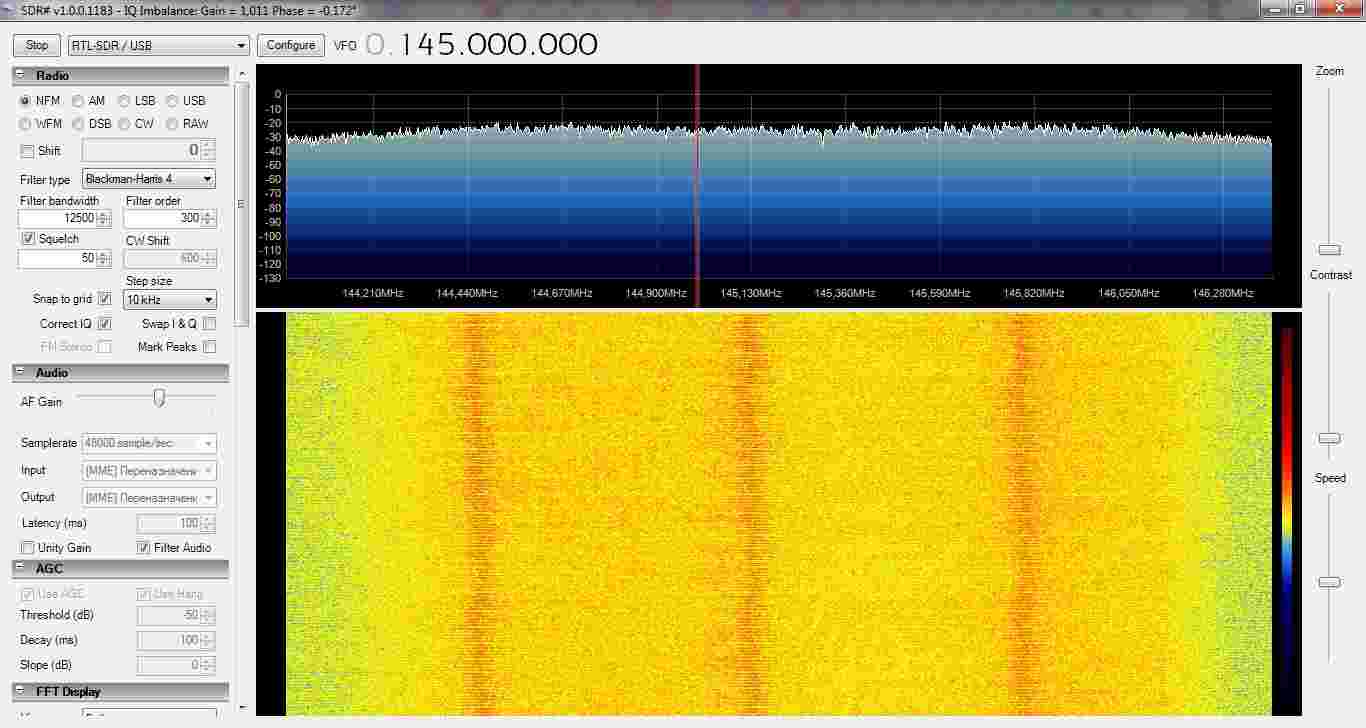 SDR# v1.0.0.1183 - IQ Imbalance: Gain = 1,011 Phase = -0,172°
Stop RTL-SDR / USB Configure VFO 0.145.000.000
Radio
NFM AM LSB USB
WFM DSB CW RAW
Shift 0
Filter type Blackman-Harris 4
Filter bandwidth Filter order
12500 300
Squelch CW Shift
50 600
Step size
Snap to grid 10 kHz
Correct IQ Swap I & Q
FM Stereo Mark Peaks
Audio
AF Gain
Samplerate 48000 sample/sec
Input [MME] Переназначени
Output [MME] Переназначени
Latency (ms) 100
Unity Gain Filter Audio
AGC
Use AGC Use Hang
Threshold (dB) -50
Decay (ms) 100
Slope (dB) 0
FFT Display
0
-10
-20
-30
-40
-50
-60
-70
-80
-90
-100
-110
-120
-130
144,210MHz 144,440MHz 144,670MHz 144,900MHz 145,130MHz 145,360MHz 145,590MHz 145,820MHz 146,050MHz 146,280MHz
Zoom
Contrast
Speed